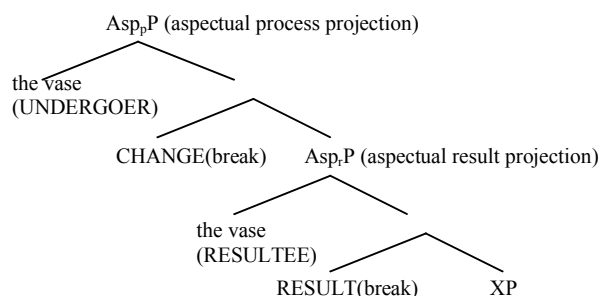 AspₚP (aspectual process projection)
the vase
(UNDERGOER)
CHANGE(break) AspᵣP (aspectual result projection)
the vase
(RESULTEE)
RESULT(break) XP